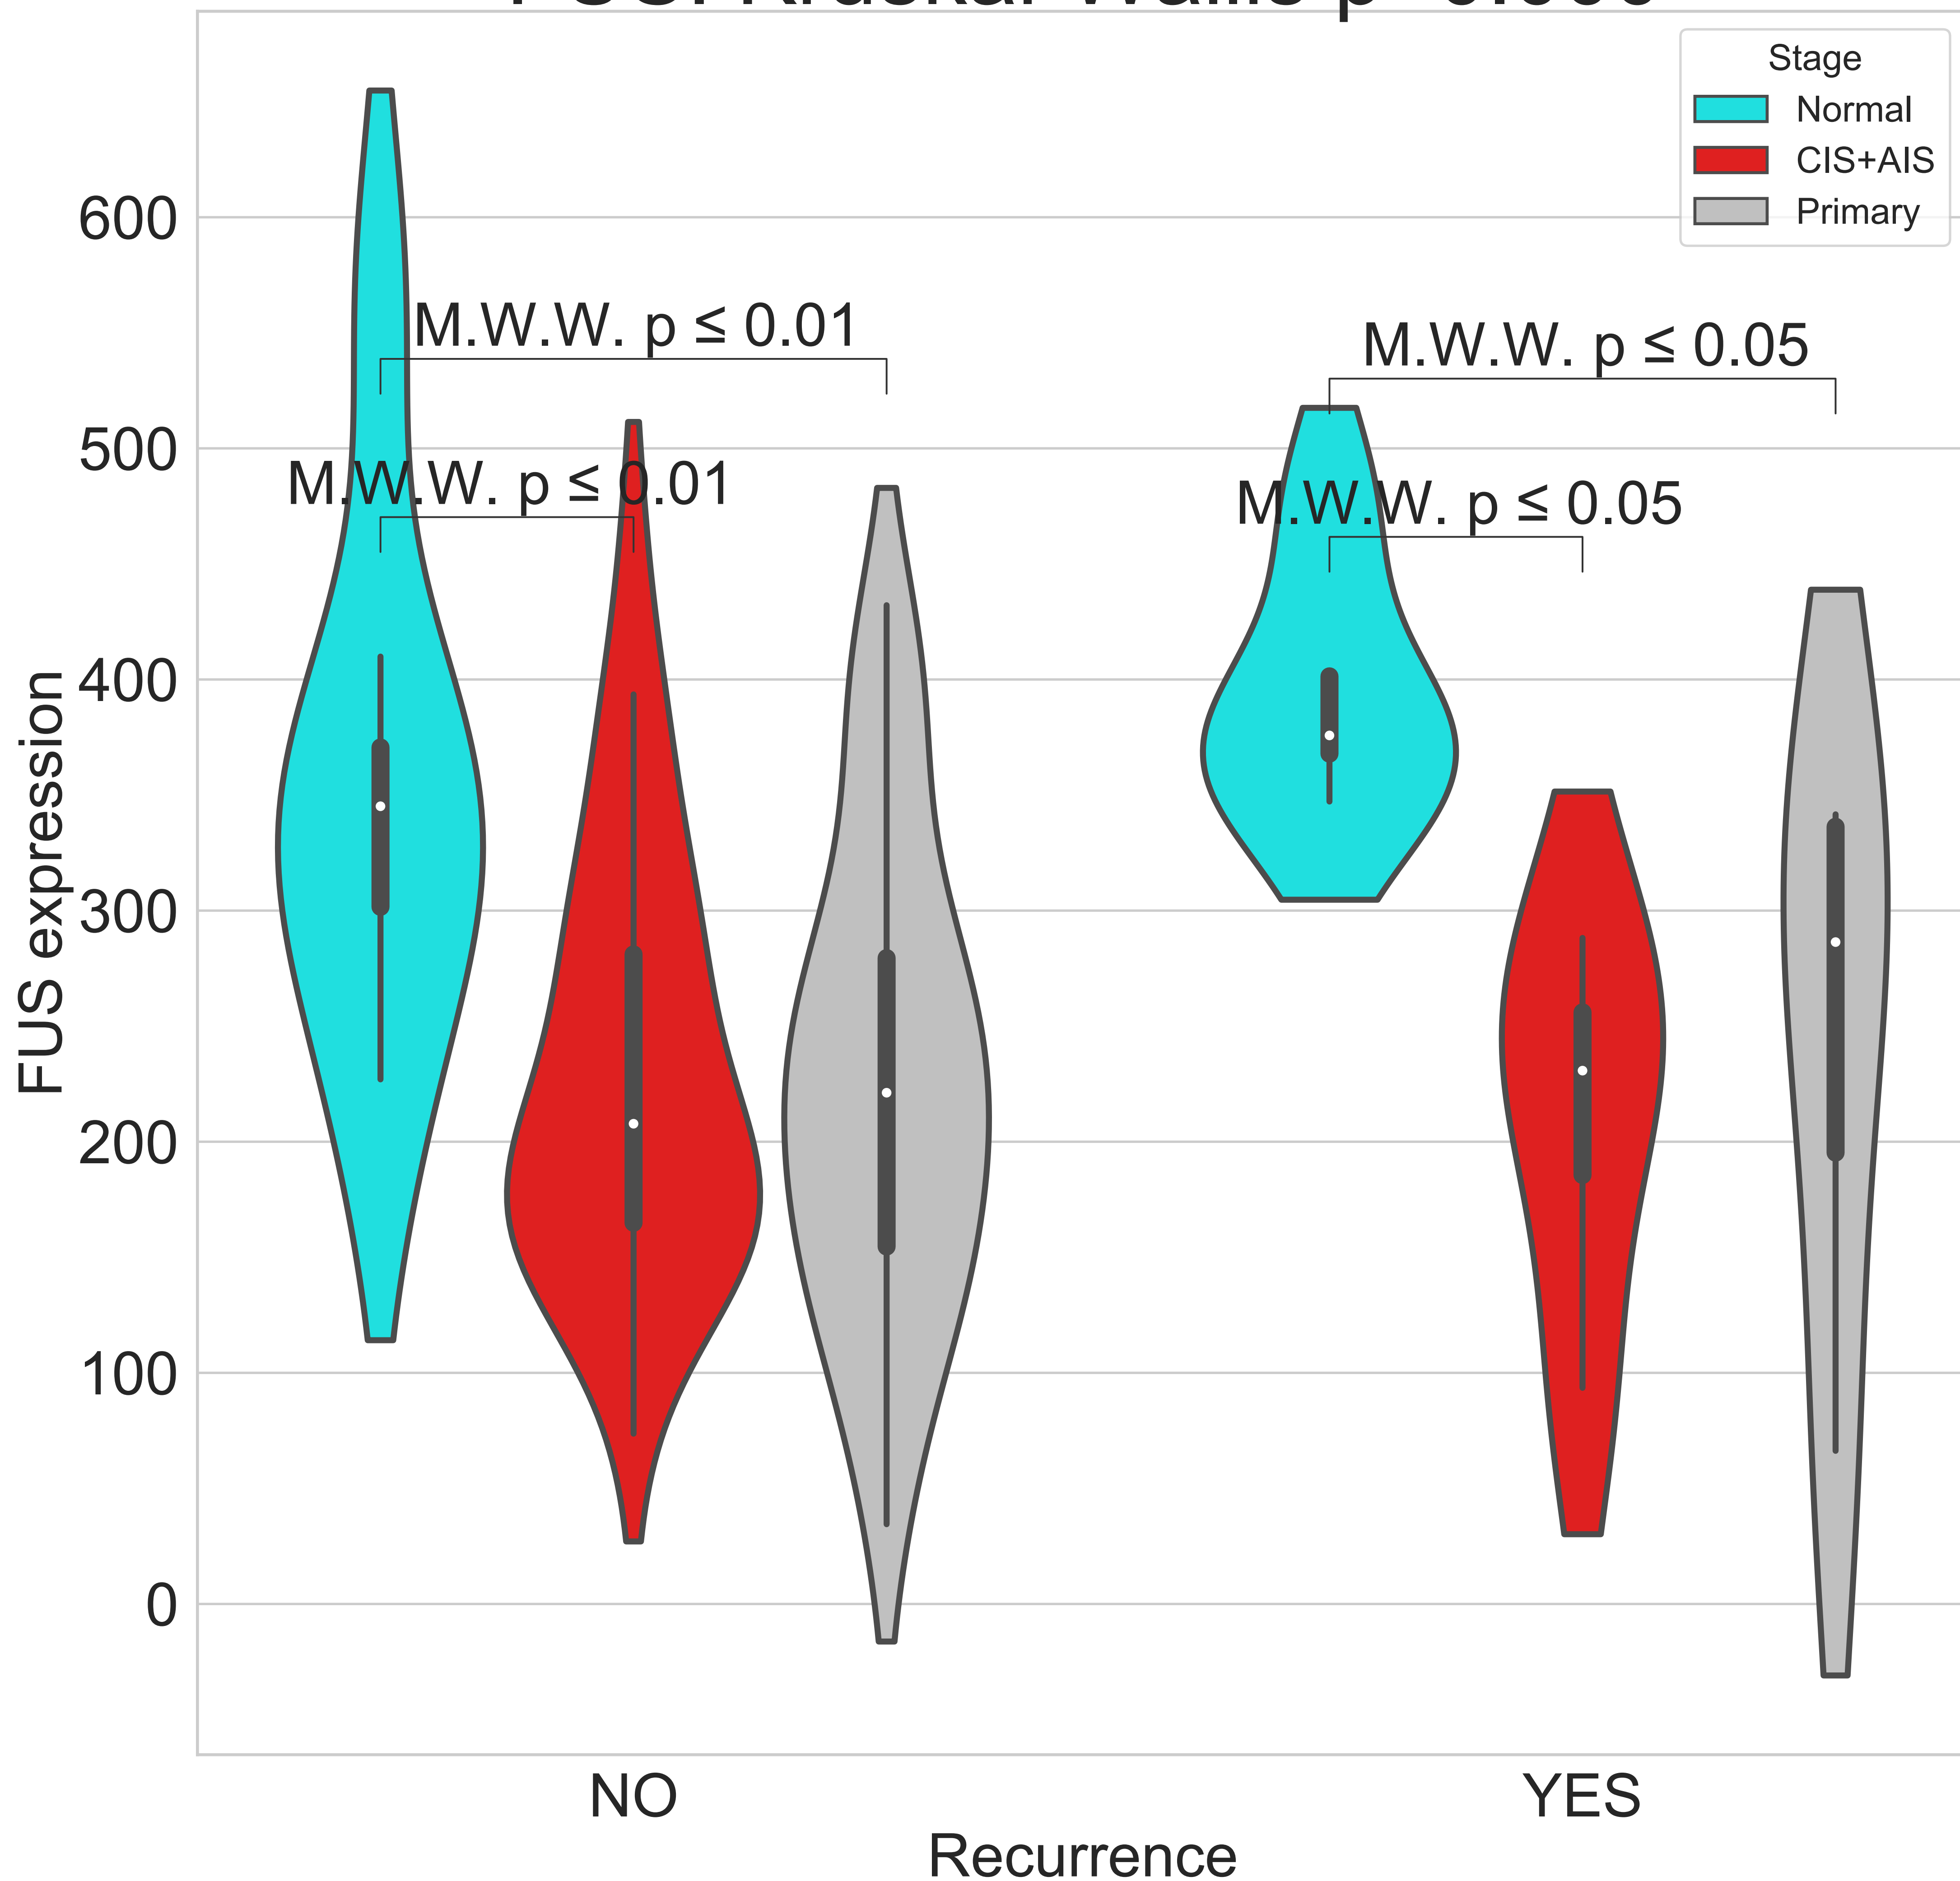 Stage
Normal
CIS+AIS
Primary
600
500
400
300
200
100
0
FUS expression
M.W.W. p ≤ 0.01
M.W.W. p ≤ 0.01
M.W.W. p ≤ 0.05
M.W.W. p ≤ 0.05
NO
YES
Recurrence